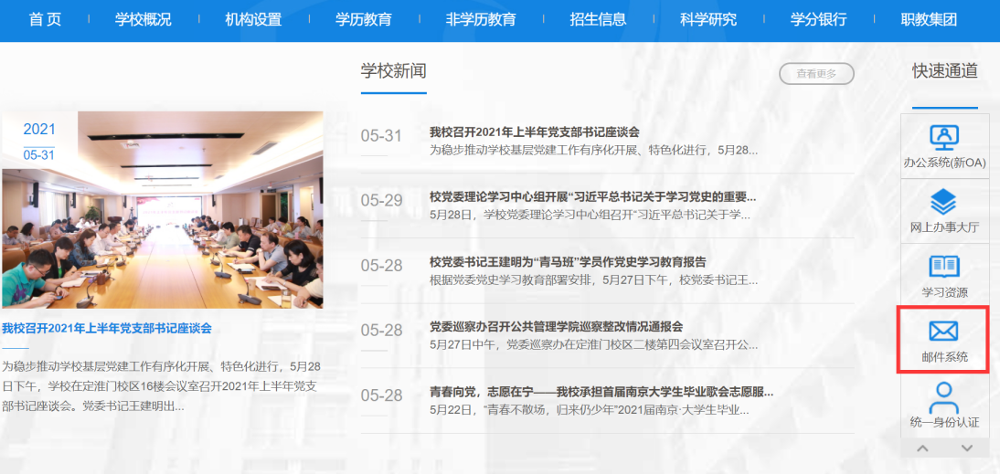 首 页 | 学校概况 | 机构设置 | 学历教育 | 非学历教育 | 招生信息 | 科学研究 | 学分银行 | 职教集团
2021
05-31
我校召开2021年上半年党支部书记座谈会
为稳步推动学校基层党建工作有序化开展、特色化进行，5月28
日下午，学校在定淮门校区16楼会议室召开2021年上半年党支
部书记座谈会。党委书记王建明出...
学校新闻
查看更多
05-31
我校召开2021年上半年党支部书记座谈会
为稳步推动学校基层党建工作有序化开展、特色化进行，5月28...
05-29
校党委理论学习中心组开展“习近平总书记关于学习党史的重要...
5月28日，学校党委理论学习中心组召开“习近平总书记关于学...
05-28
校党委书记王建明为“青马班”学员作党史学习教育报告
根据党委党史学习教育部署安排，5月27日下午，校党委书记王...
05-28
党委巡察办召开公共管理学院巡察整改情况通报会
5月27日中午，党委巡察办在定淮门校区二楼第四会议室召开公...
05-28
青春向党，志愿在宁——我校承担首届南京大学生毕业歌会志愿服...
5月22日，“青春不散场，归来仍少年”2021届南京·大学生毕业...
快速通道
办公系统(新OA)
网上办事大厅
学习资源
邮件系统
统一身份认证